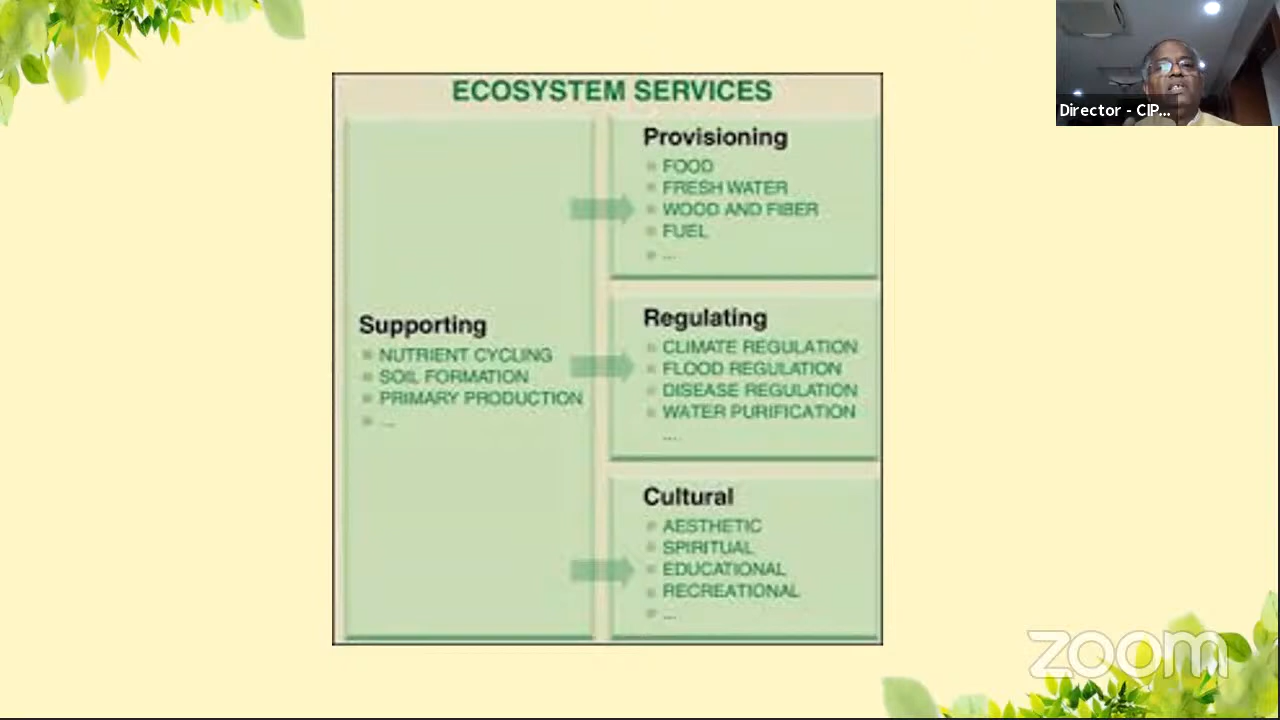 ECOSYSTEM SERVICES
Supporting
NUTRIENT CYCLING
SOIL FORMATION
PRIMARY PRODUCTION
...
Provisioning
FOOD
FRESH WATER
WOOD AND FIBER
FUEL
...
Regulating
CLIMATE REGULATION
FLOOD REGULATION
DISEASE REGULATION
WATER PURIFICATION
...
Cultural
AESTHETIC
SPIRITUAL
EDUCATIONAL
RECREATIONAL
...
Director - CIP...
zoom